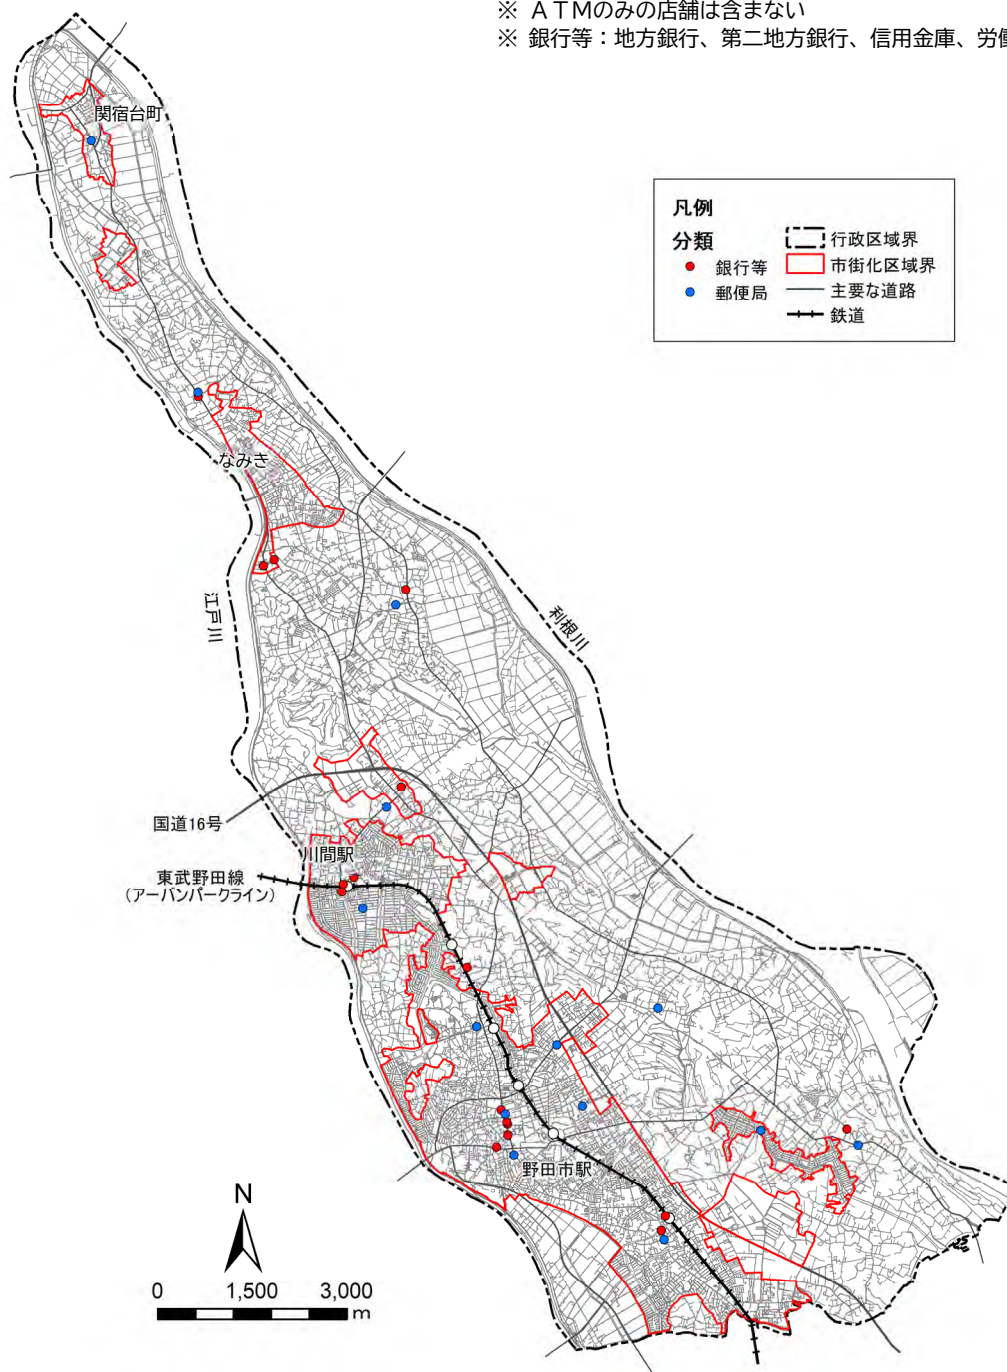 ※ ＡＴＭのみの店舗は含まない
※ 銀行等：地方銀行、第二地方銀行、信用金庫、労働
関宿台町
凡例
分類
銀行等
郵便局
行政区域界
市街化区域界
主要な道路
鉄道
なみき
江戸川
利根川
国道16号
川間駅
東武野田線
（アーバンパークライン）
野田市駅
N
0 1,500 3,000
m